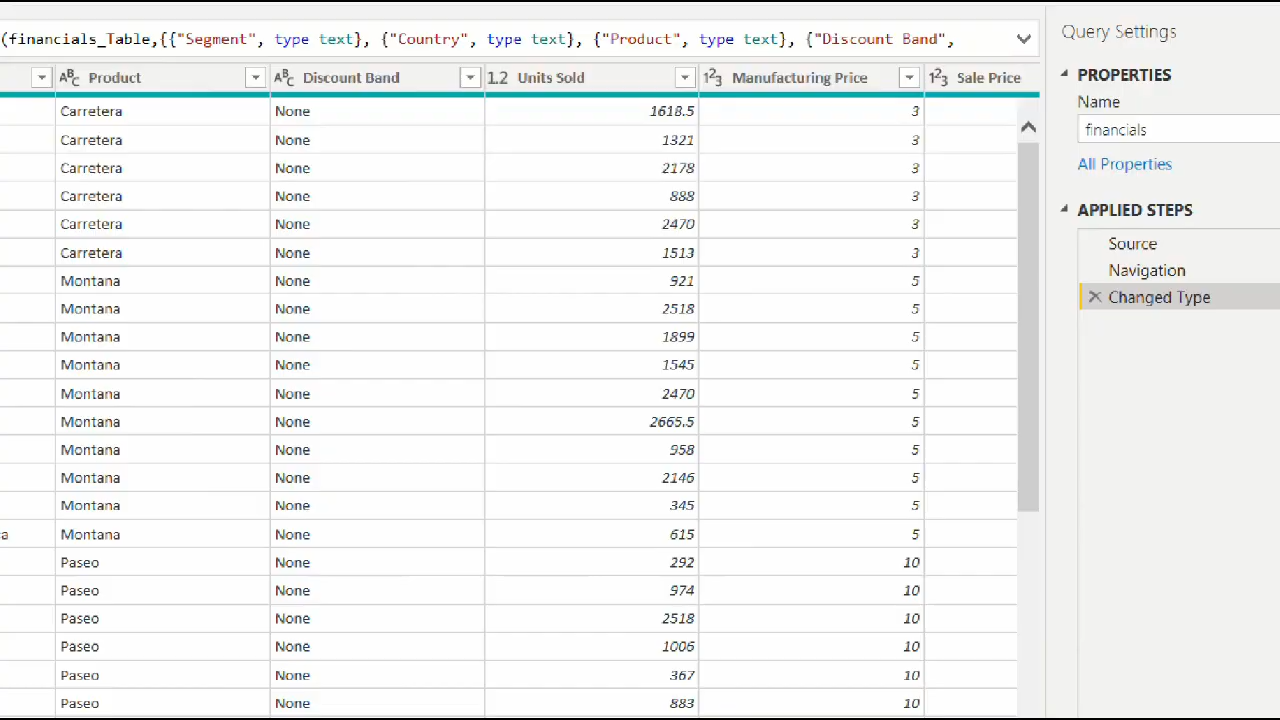 (financials_Table,{{"Segment", type text}, {"Country", type text}, {"Product", type text}, {"Discount Band",
Query Settings
PROPERTIES
Name
financials
All Properties
APPLIED STEPS
Source
Navigation
Changed Type
ABC Product ABC Discount Band 1.2 Units Sold 123 Manufacturing Price 123 Sale Price
Carretera None 1618.5 3
Carretera None 1321 3
Carretera None 2178 3
Carretera None 888 3
Carretera None 2470 3
Carretera None 1513 3
Montana None 921 5
Montana None 2518 5
Montana None 1899 5
Montana None 1545 5
Montana None 2470 5
Montana None 2665.5 5
Montana None 958 5
Montana None 2146 5
Montana None 345 5
a Montana None 615 5
Paseo None 292 10
Paseo None 974 10
Paseo None 2518 10
Paseo None 1006 10
Paseo None 367 10
Paseo None 883 10